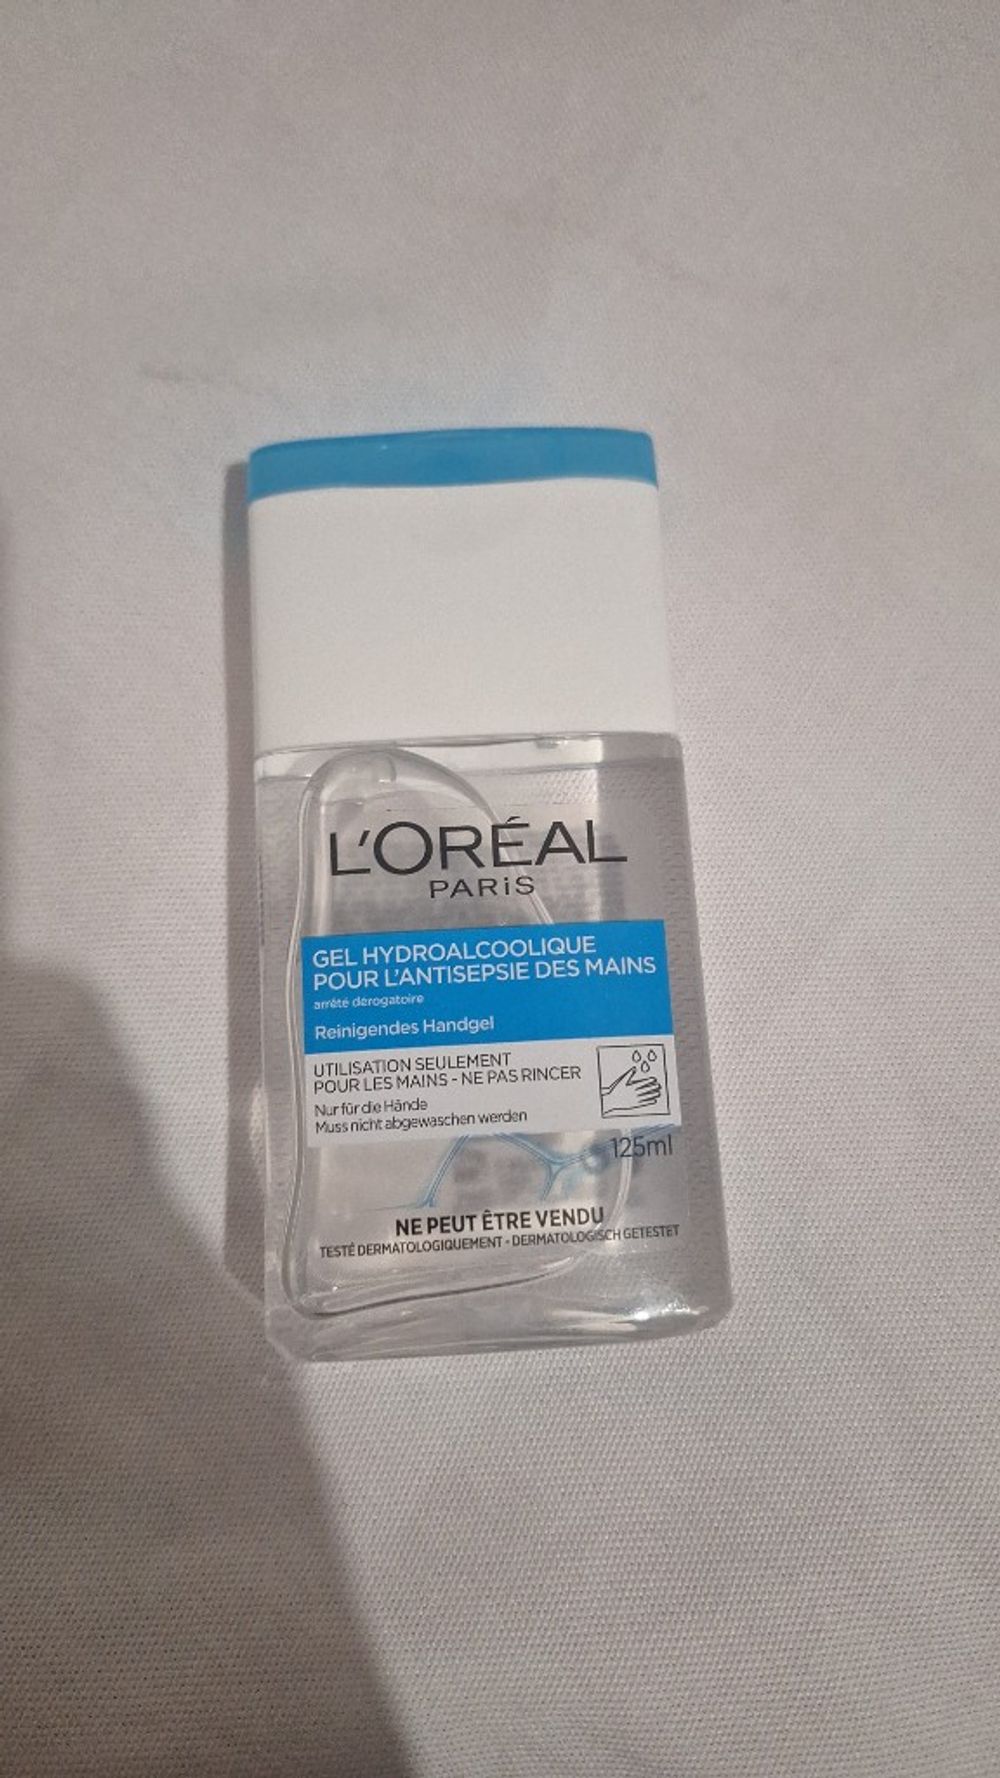 L'ORÉAL
PARiS
GEL HYDROALCOOLIQUE
POUR L'ANTISEPSIE DES MAINS
arrêté dérogatoire
Reinigendes Handgel
UTILISATION SEULEMENT
POUR LES MAINS - NE PAS RINCER
Nur für die Hände
Muss nicht abgewaschen werden
125ml
NE PEUT ÊTRE VENDU
TESTÉ DERMATOLOGIQUEMENT - DERMATOLOGISCH GETESTET